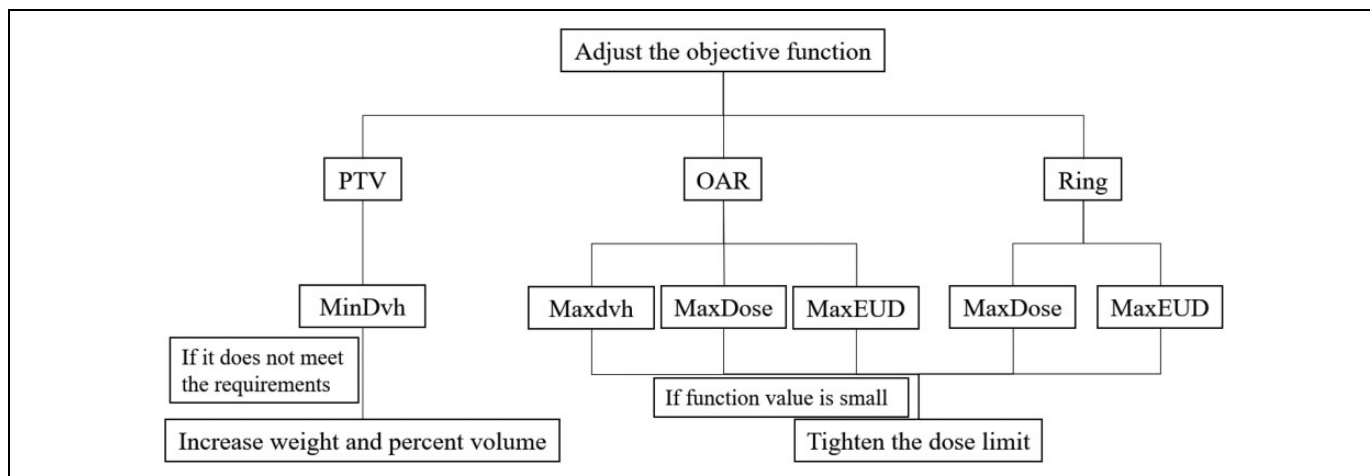 Adjust the objective function
PTV
OAR
Ring
MinDvh
Maxdvh
MaxDose
MaxEUD
MaxDose
MaxEUD
If it does not meet
the requirements
If function value is small
Increase weight and percent volume
Tighten the dose limit